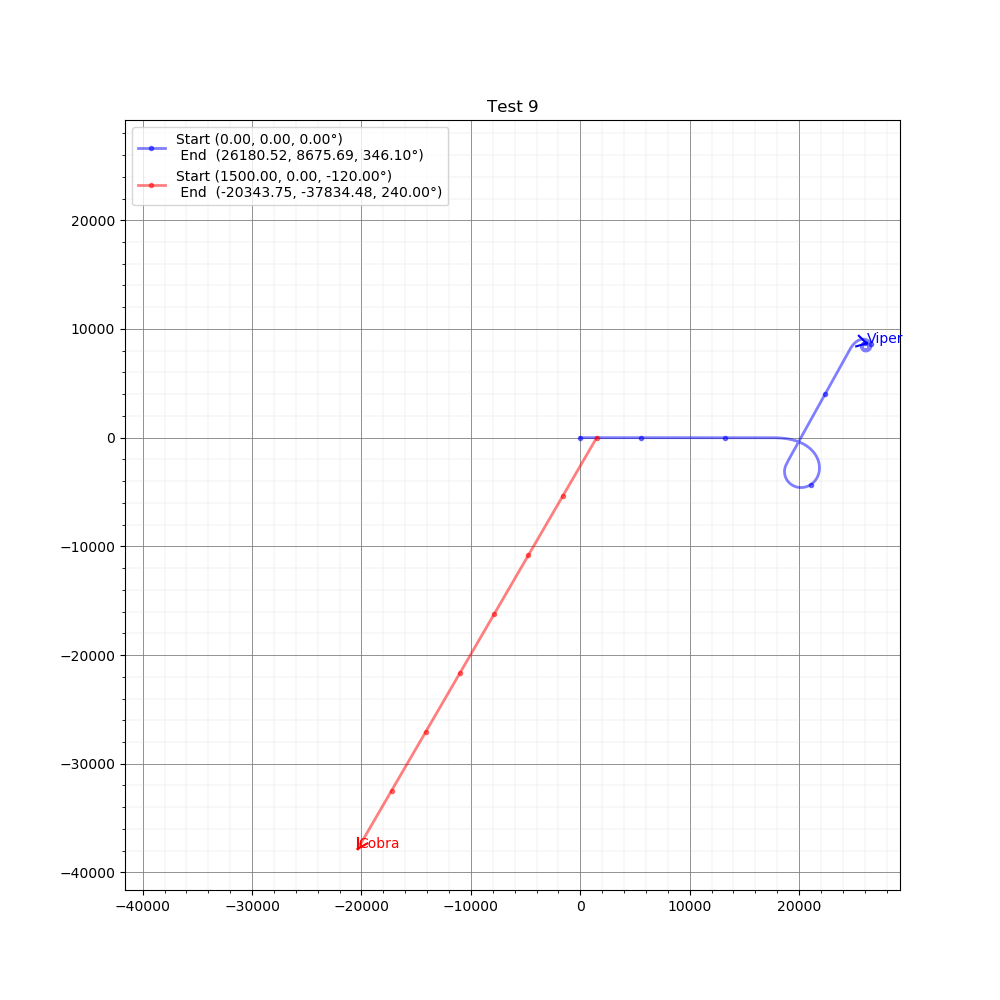 Test 9
Start (0.00, 0.00, 0.00°)
End (26180.52, 8675.69, 346.10°)
Start (1500.00, 0.00, -120.00°)
End (-20343.75, -37834.48, 240.00°)
20000
10000
0
−10000
−20000
−30000
−40000
Viper
Cobra
−40000 −30000 −20000 −10000 0 10000 20000